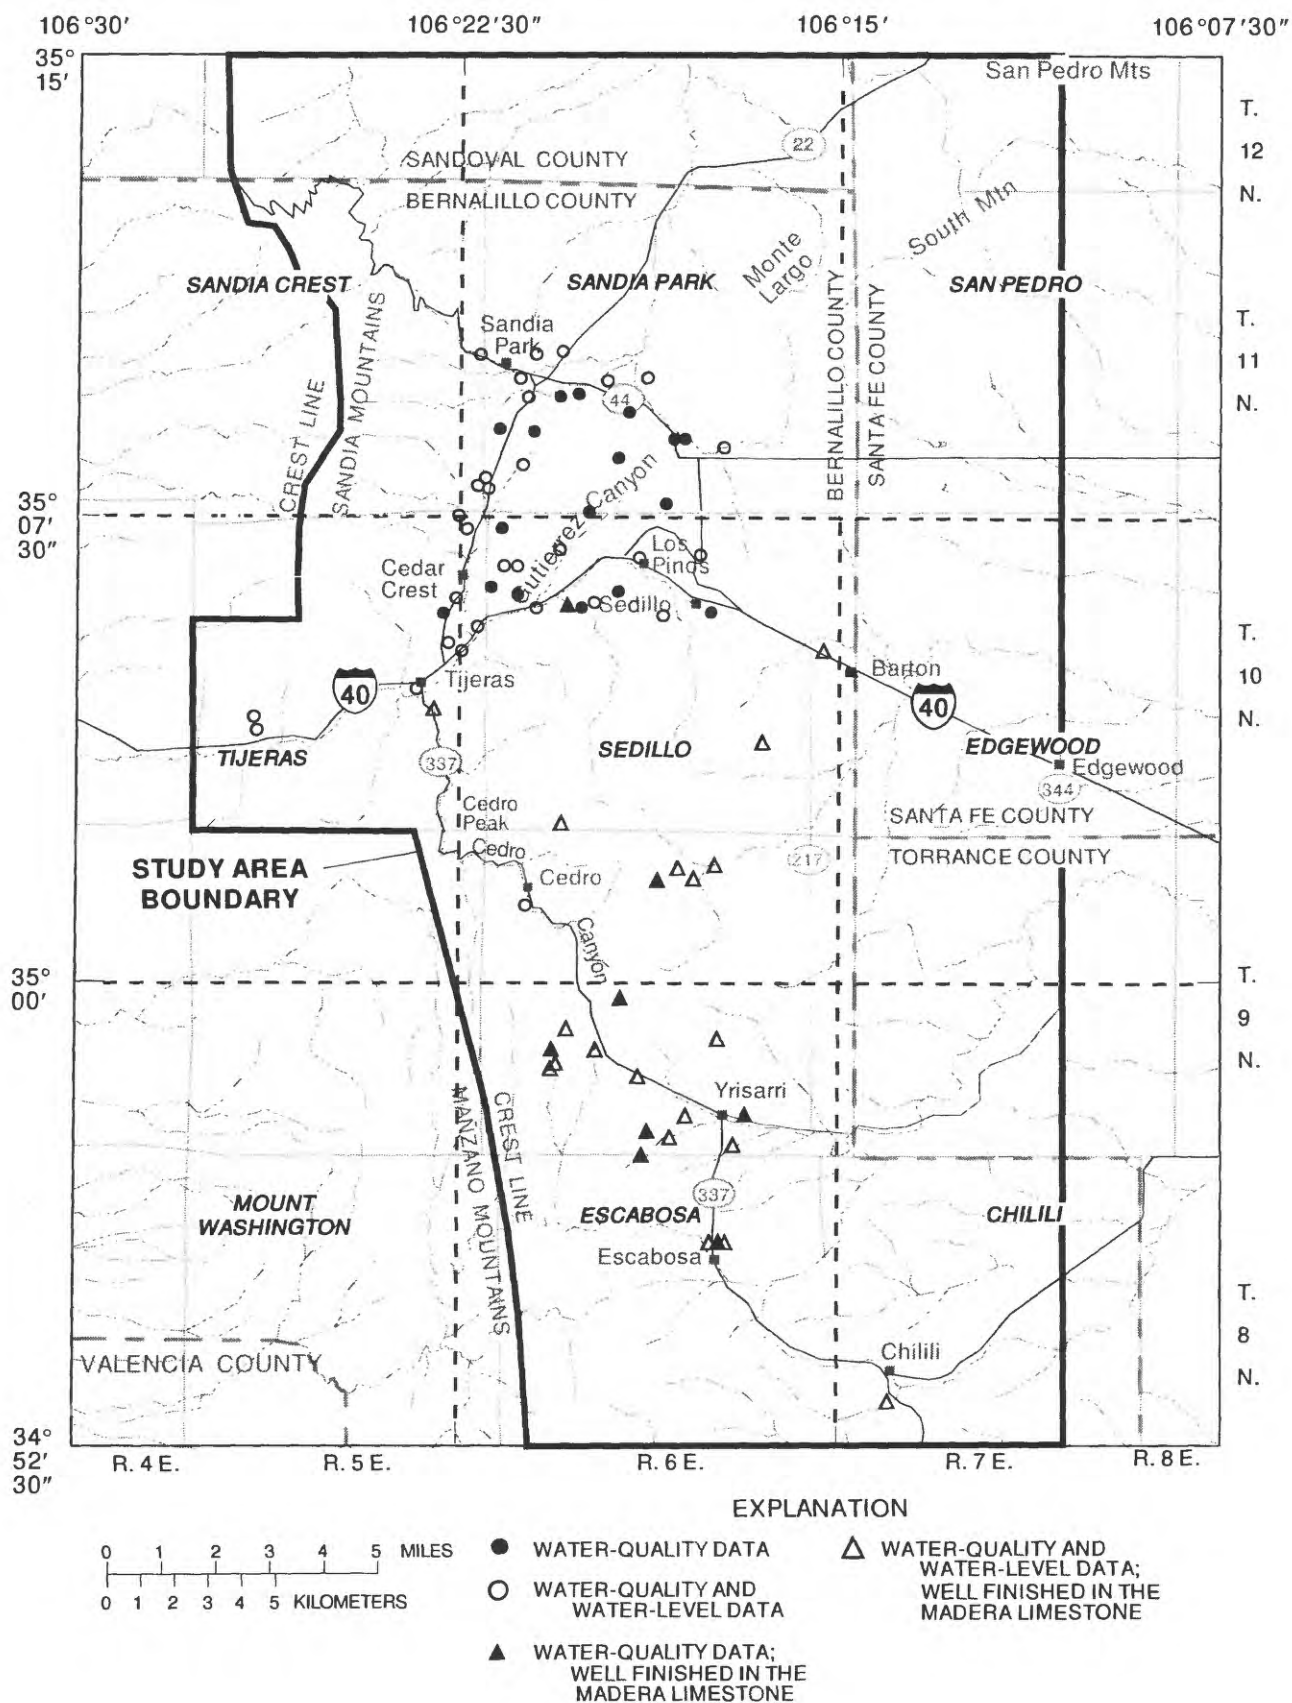 106°30′ 106°22′30″ 106°15′ 106°07′30″
35°
15′
San Pedro Mts
T.
12
N.
22
SANDOVAL COUNTY
BERNALILLO COUNTY
South Mtn
Monte
Largo
SANDIA CREST
SANDIA PARK
SAN PEDRO
BERNALILLO COUNTY
SANTA FE COUNTY
CREST LINE
SANDIA MOUNTAINS
Sandia
Park
T.
11
N.
44
35°
07′
30″
Gutierrez Canyon
Los
Pinos
Cedar
Crest
Sedillo
T.
10
N.
Barton
Tijeras
40
40
TIJERAS
SEDILLO
EDGEWOOD
Edgewood
337
344
Cedro
Peak
Cedro
SANTA FE COUNTY
TORRANCE COUNTY
217
STUDY AREA
BOUNDARY
Cedro
Canyon
35°
00′
T.
9
N.
Yrisarri
MANZANO MOUNTAINS
CREST LINE
MOUNT
WASHINGTON
337
ESCABOSA
CHILILI
Escabosa
T.
8
N.
VALENCIA COUNTY
Chilili
34°
52′
30″
R. 4 E. R. 5 E. R. 6 E. R. 7 E. R. 8 E.
EXPLANATION
0 1 2 3 4 5 MILES
0 1 2 3 4 5 KILOMETERS
WATER-QUALITY DATA
WATER-QUALITY AND
WATER-LEVEL DATA
WATER-QUALITY DATA;
WELL FINISHED IN THE
MADERA LIMESTONE
WATER-QUALITY AND
WATER-LEVEL DATA;
WELL FINISHED IN THE
MADERA LIMESTONE